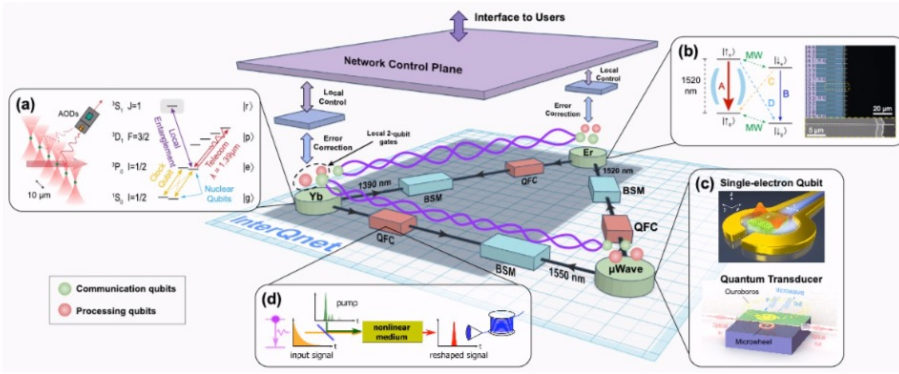 Interface to Users
Network Control Plane
Local
Control
Local
Control
Error
Correction
Error
Correction
Local 2-qubit
gates
(a)
AODs
10 μm
³S₁ J=1
³D₁ F=3/2
³P₀ I=1/2
¹S₀ I=1/2
Local
Entanglement
Telecom
λ = 1.39μm
Clock
Qubit
Nuclear
Qubits
|r⟩
|p⟩
|e⟩
|g⟩
(b)
1520
nm
MW
MW
A
B
C
D
5 μm
20 μm
Yb
Er
μWave
1390 nm
BSM
QFC
1520 nm
BSM
QFC
QFC
BSM
1550 nm
InterQnet
(c)
Single-electron Qubit
Quantum Transducer
Ouroboros
Microwheel
Communication qubits
Processing qubits
(d)
pump
t
nonlinear
medium
t
input signal
t
reshaped signal